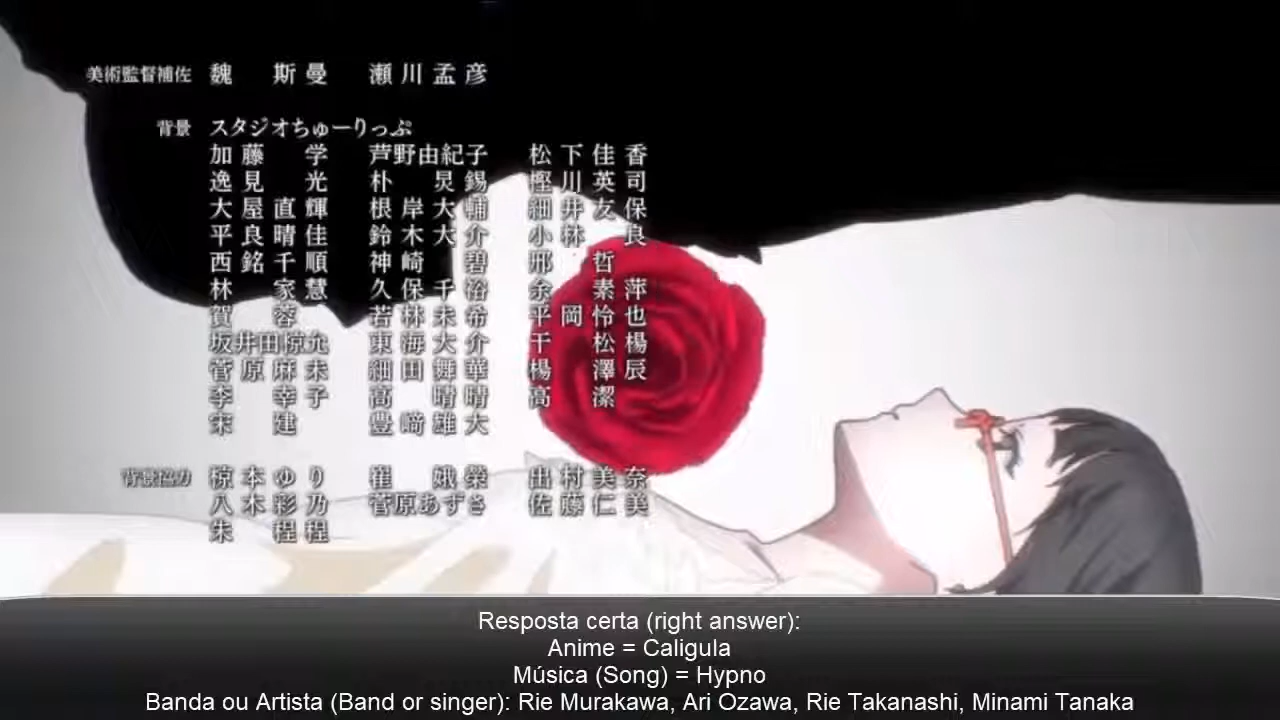 美術監督補佐 魏 斯曼 瀬川孟彦
背景 スタジオちゅーりっぷ
加藤 学 芦野由紀子 松下佳香
逸見 光 朴 炅錫 樫川英司
大屋直輝 根岸大輔 細井友保
平良晴佳 鈴木大介 小林 良
西銘千順 神崎 碧 邢 哲
林 家慧 久保千裕 余 素萍
賀 蓉 若林未希 平岡怜也
坂井田惊允 東海大介 干 松楊
菅原麻未 細田舞華 楊 澤辰
李 幸子 高 晴晴 高 潔
宋 建 豊﨑雄大
背景協力 椋本ゆり 崔 娥榮 出村美奈
八木彩乃 菅原あずさ 佐藤仁美
朱 程程
Resposta certa (right answer):
Anime = Caligula
Música (Song) = Hypno
Banda ou Artista (Band or singer): Rie Murakawa, Ari Ozawa, Rie Takanashi, Minami Tanaka